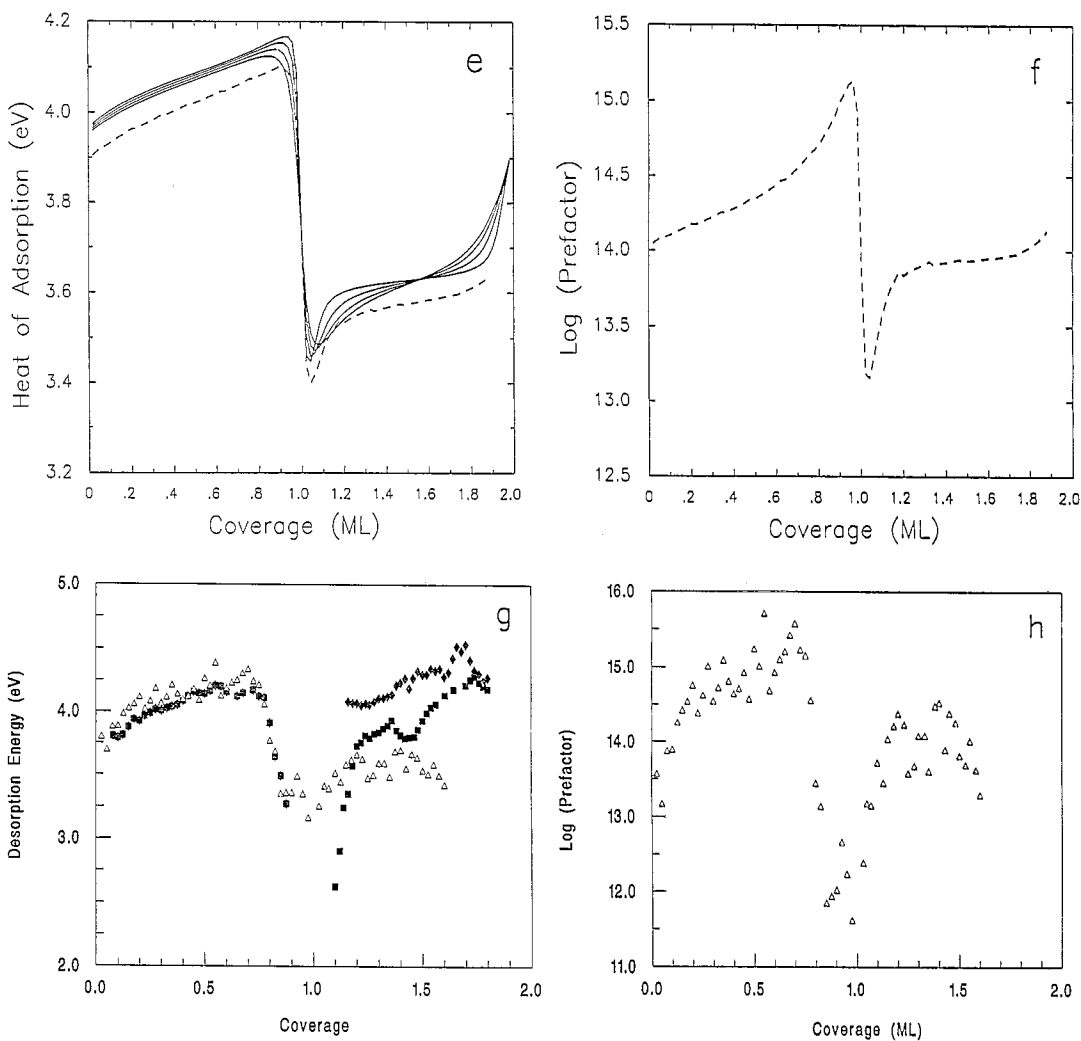 4.2
4.0
3.8
3.6
3.4
3.2
Heat of Adsorption (eV)
e
0 .2 .4 .6 .8 1.0 1.2 1.4 1.6 1.8 2.0
Coverage (ML)
15.5
15.0
14.5
14.0
13.5
13.0
12.5
Log (Prefactor)
f
0 .2 .4 .6 .8 1.0 1.2 1.4 1.6 1.8 2.0
Coverage (ML)
5.0
4.0
3.0
2.0
Desorption Energy (eV)
g
0.0 0.5 1.0 1.5 2.0
Coverage
16.0
15.0
14.0
13.0
12.0
11.0
Log (Prefactor)
h
0.0 0.5 1.0 1.5 2.0
Coverage (ML)